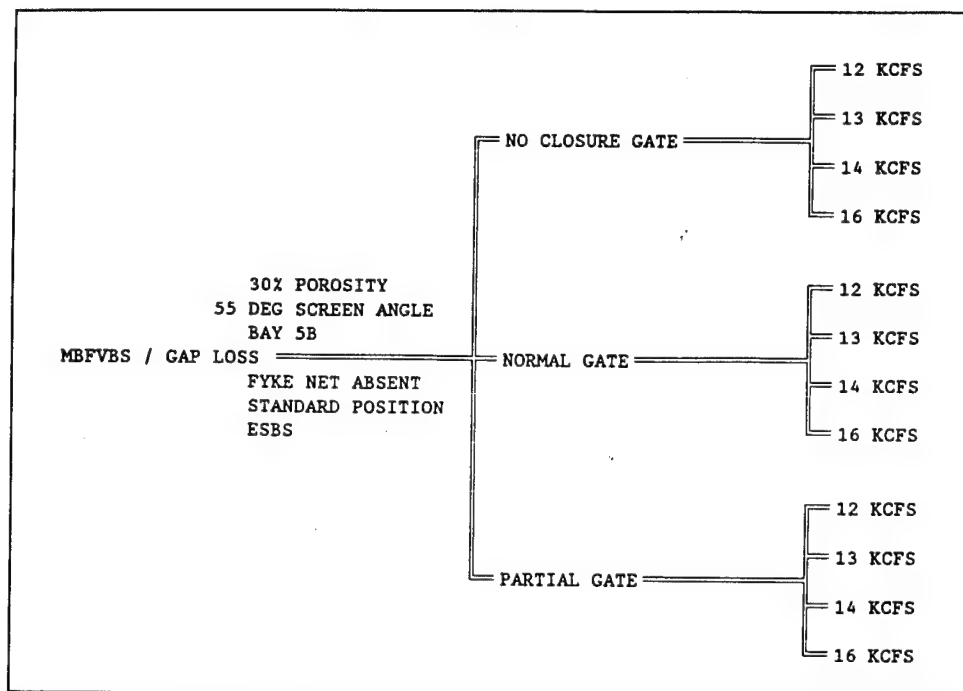 30% POROSITY
55 DEG SCREEN ANGLE
BAY 5B
MBFVBS / GAP LOSS
FYKE NET ABSENT
STANDARD POSITION
ESBS
NO CLOSURE GATE
12 KCFS
13 KCFS
14 KCFS
16 KCFS
NORMAL GATE
12 KCFS
13 KCFS
14 KCFS
16 KCFS
PARTIAL GATE
12 KCFS
13 KCFS
14 KCFS
16 KCFS